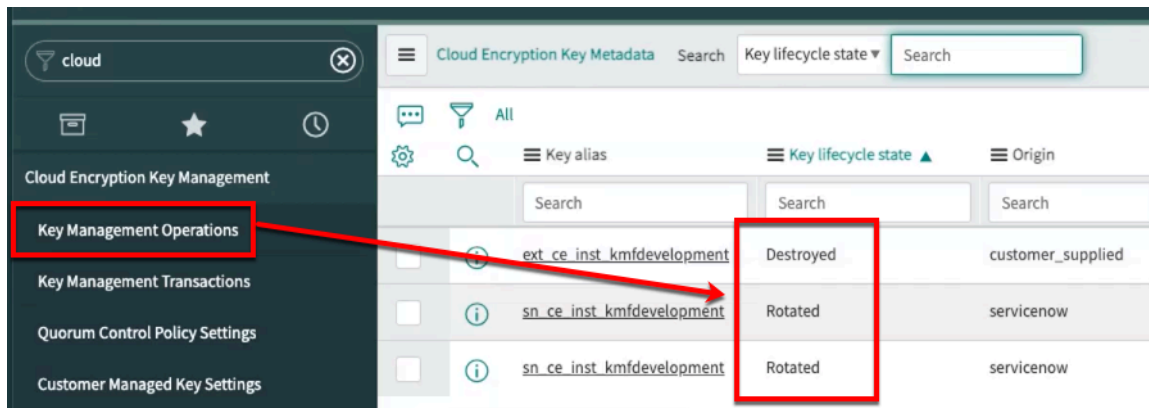 cloud
Cloud Encryption Key Management
Key Management Operations
Key Management Transactions
Quorum Control Policy Settings
Customer Managed Key Settings
Cloud Encryption Key Metadata Search Key lifecycle state Search
All
Key alias Key lifecycle state Origin
Search Search Search
ext_ce_inst_kmfdevelopment Destroyed customer_supplied
sn_ce_inst_kmfdevelopment Rotated servicenow
sn_ce_inst_kmfdevelopment Rotated servicenow